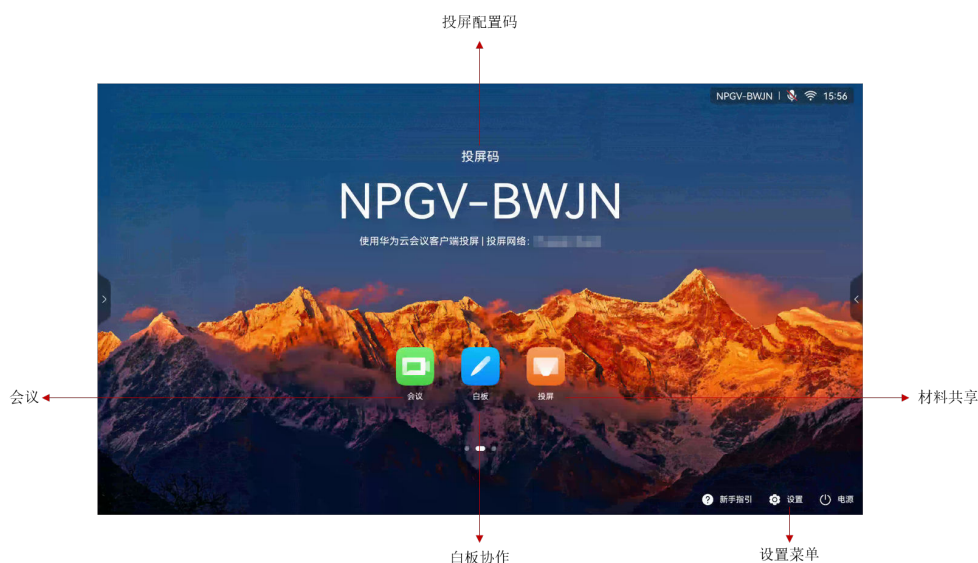 投屏配置码
NPGV-BWJN | 15:56
投屏码
NPGV-BWJN
使用华为云会议客户端投屏 | 投屏网络:
会议 白板 投屏
会议
材料共享
? 新手指引 设置 电源
白板协作
设置菜单